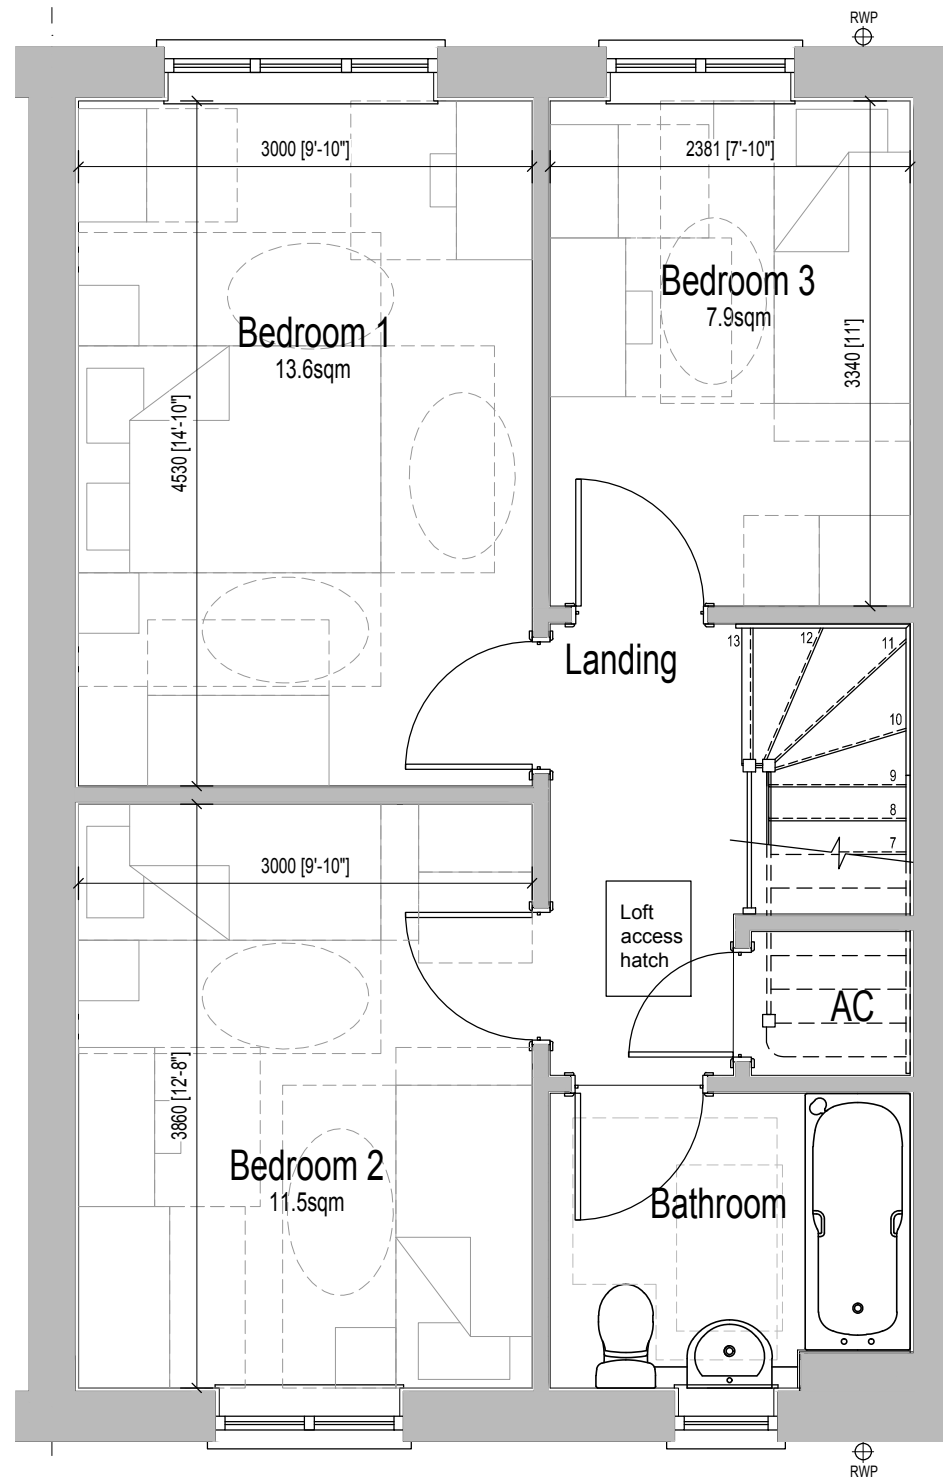 RWP
3000 [9'-10"]
2381 [7'-10"]
Bedroom 1
13.6sqm
Bedroom 3
7.9sqm
3340 [11']
4530 [14'-10"]
Landing
13
12
11
10
9
8
7
3000 [9'-10"]
Loft
access
hatch
AC
3860 [12'-8"]
Bedroom 2
11.5sqm
Bathroom
RWP